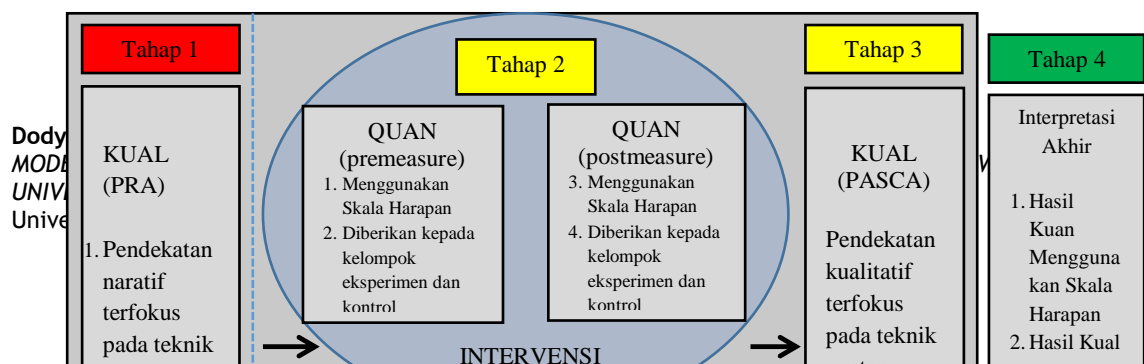 Tahap 1
Tahap 2
Tahap 3
Tahap 4
Dody
MODE
UNIVE
Unive
KUAL
(PRA)
1. Pendekatan
naratif
terfokus
pada teknik
QUAN
(premeasure)
1. Menggunakan
Skala Harapan
2. Diberikan kepada
kelompok
eksperimen dan
kontrol
QUAN
(postmeasure)
3. Menggunakan
Skala Harapan
4. Diberikan kepada
kelompok
eksperimen dan
kontrol
INTERVENSI
KUAL
(PASCA)
Pendekatan
kualitatif
terfokus
pada teknik
Interpretasi
Akhir
1. Hasil
Kuan
Mengguna
kan Skala
Harapan
2. Hasil Kual